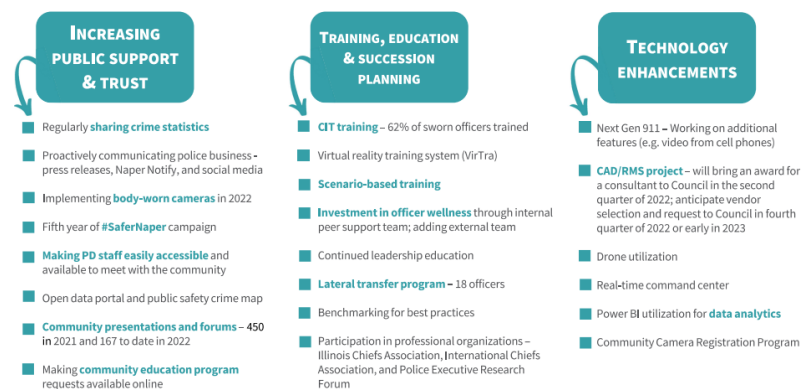 INCREASING
PUBLIC SUPPORT
& TRUST
Regularly sharing crime statistics
Proactively communicating police business -
press releases, Naper Notify, and social media
Implementing body-worn cameras in 2022
Fifth year of #SaferNaper campaign
Making PD staff easily accessible and
available to meet with the community
Open data portal and public safety crime map
Community presentations and forums – 450
in 2021 and 167 to date in 2022
Making community education program
requests available online
TRAINING, EDUCATION
& SUCCESSION
PLANNING
CIT training – 62% of sworn officers trained
Virtual reality training system (VirTra)
Scenario-based training
Investment in officer wellness through internal
peer support team; adding external team
Continued leadership education
Lateral transfer program – 18 officers
Benchmarking for best practices
Participation in professional organizations –
Illinois Chiefs Association, International Chiefs
Association, and Police Executive Research
Forum
TECHNOLOGY
ENHANCEMENTS
Next Gen 911 – Working on additional
features (e.g. video from cell phones)
CAD/RMS project – will bring an award for
a consultant to Council in the second
quarter of 2022; anticipate vendor
selection and request to Council in fourth
quarter of 2022 or early in 2023
Drone utilization
Real-time command center
Power BI utilization for data analytics
Community Camera Registration Program